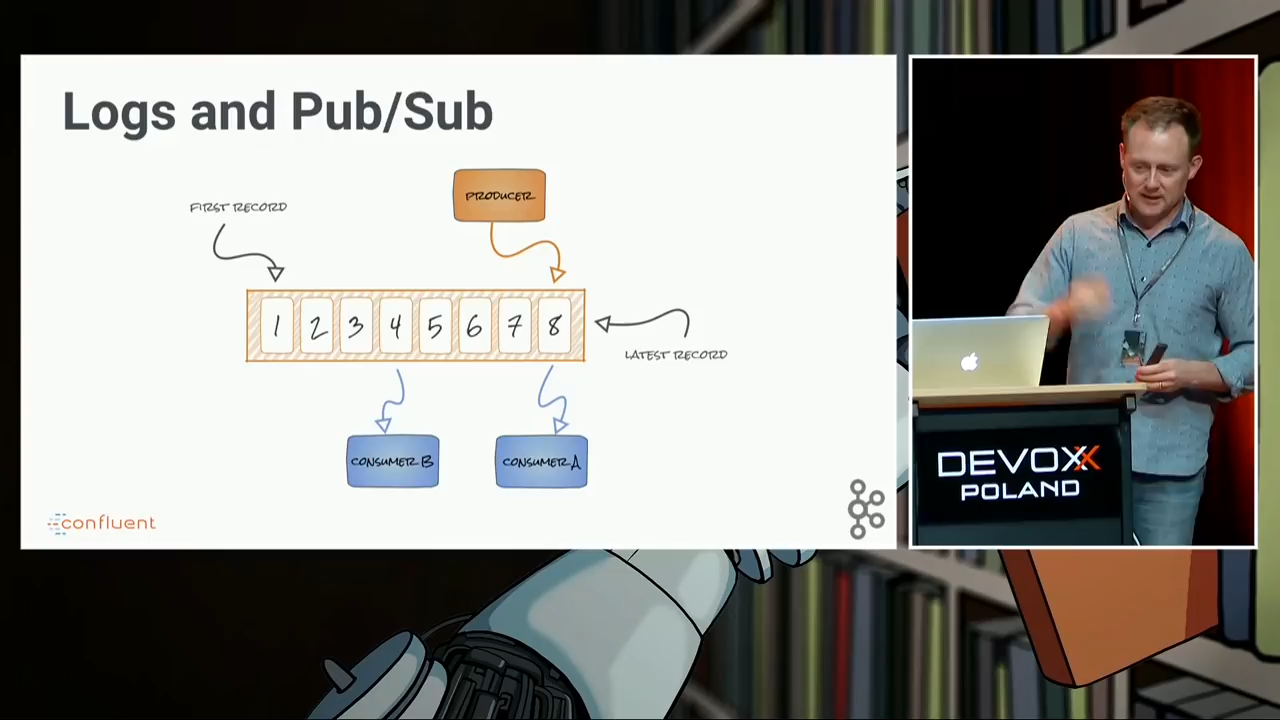 Logs and Pub/Sub
PRODUCER
FIRST RECORD
1 2 3 4 5 6 7 8
LATEST RECORD
CONSUMER B
CONSUMER A
confluent
DEVOXX
POLAND